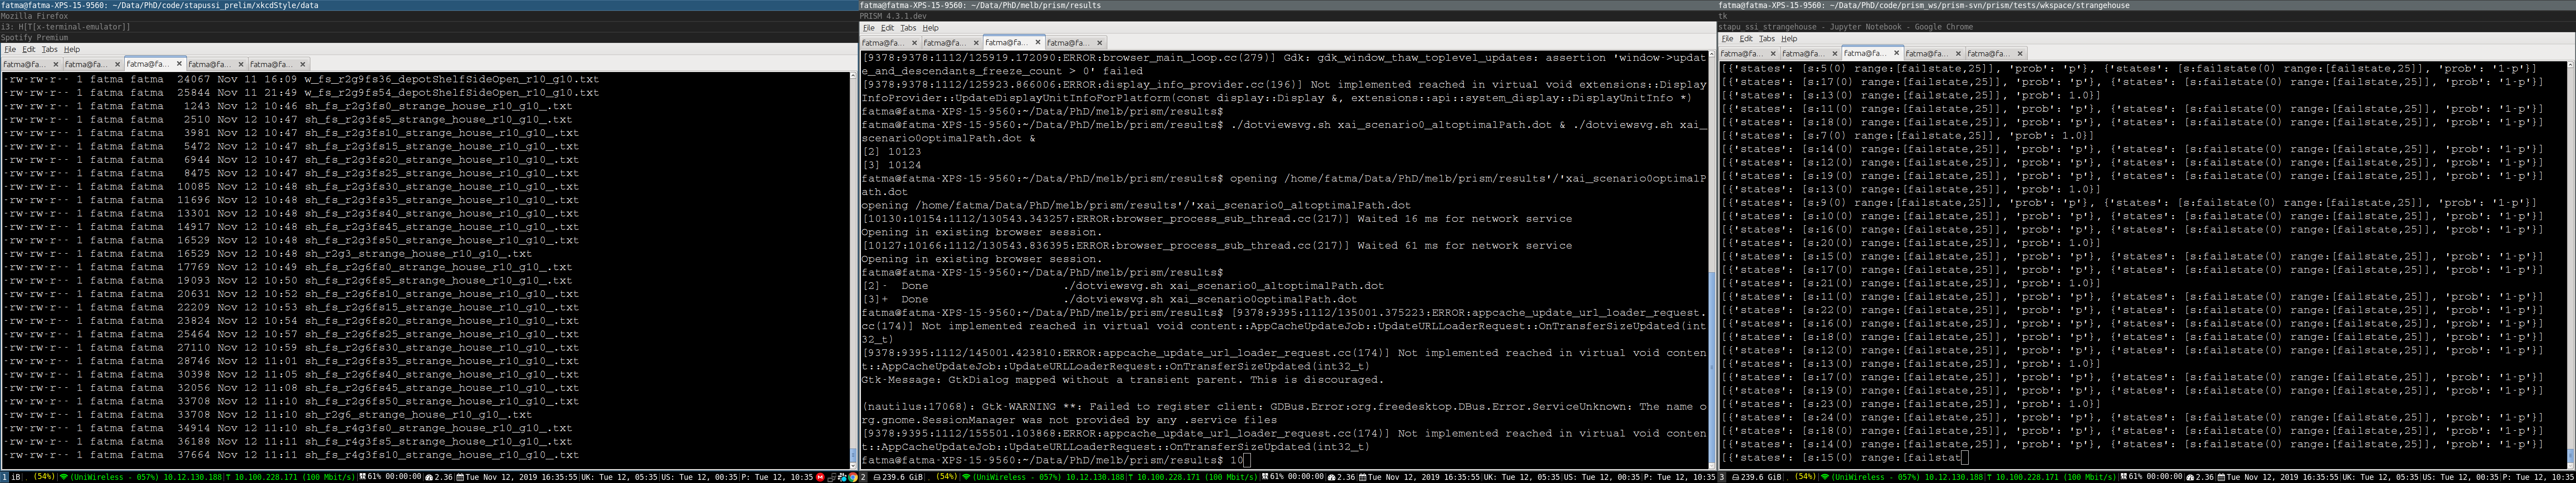 fatma@fatma-XPS-15-9560: ~/Data/PhD/code/stapussi_prelim/xkcdStyle/data
Mozilla Firefox
i3: H[T[x-terminal-emulator]]
Spotify Premium
File Edit Tabs Help
fatma@fa... × fatma@fa... × fatma@fa... × fatma@fa... × fatma@fa... ×
-rw-rw-r-- 1 fatma fatma 24067 Nov 11 16:09 w_fs_r2g9fs36_depotShelfSideOpen_r10_g10.txt
-rw-rw-r-- 1 fatma fatma 25844 Nov 11 21:49 w_fs_r2g9fs54_depotShelfSideOpen_r10_g10.txt
-rw-rw-r-- 1 fatma fatma 1243 Nov 12 10:46 sh_fs_r2g3fs0_strange_house_r10_g10_.txt
-rw-rw-r-- 1 fatma fatma 2510 Nov 12 10:47 sh_fs_r2g3fs5_strange_house_r10_g10_.txt
-rw-rw-r-- 1 fatma fatma 3981 Nov 12 10:47 sh_fs_r2g3fs10_strange_house_r10_g10_.txt
-rw-rw-r-- 1 fatma fatma 5472 Nov 12 10:47 sh_fs_r2g3fs15_strange_house_r10_g10_.txt
-rw-rw-r-- 1 fatma fatma 6944 Nov 12 10:47 sh_fs_r2g3fs20_strange_house_r10_g10_.txt
-rw-rw-r-- 1 fatma fatma 8475 Nov 12 10:47 sh_fs_r2g3fs25_strange_house_r10_g10_.txt
-rw-rw-r-- 1 fatma fatma 10085 Nov 12 10:48 sh_fs_r2g3fs30_strange_house_r10_g10_.txt
-rw-rw-r-- 1 fatma fatma 11696 Nov 12 10:48 sh_fs_r2g3fs35_strange_house_r10_g10_.txt
-rw-rw-r-- 1 fatma fatma 13301 Nov 12 10:48 sh_fs_r2g3fs40_strange_house_r10_g10_.txt
-rw-rw-r-- 1 fatma fatma 14917 Nov 12 10:48 sh_fs_r2g3fs45_strange_house_r10_g10_.txt
-rw-rw-r-- 1 fatma fatma 16529 Nov 12 10:48 sh_fs_r2g3fs50_strange_house_r10_g10_.txt
-rw-rw-r-- 1 fatma fatma 16529 Nov 12 10:48 sh_r2g3_strange_house_r10_g10_.txt
-rw-rw-r-- 1 fatma fatma 17769 Nov 12 10:49 sh_fs_r2g6fs0_strange_house_r10_g10_.txt
-rw-rw-r-- 1 fatma fatma 19093 Nov 12 10:50 sh_fs_r2g6fs5_strange_house_r10_g10_.txt
-rw-rw-r-- 1 fatma fatma 20631 Nov 12 10:52 sh_fs_r2g6fs10_strange_house_r10_g10_.txt
-rw-rw-r-- 1 fatma fatma 22209 Nov 12 10:53 sh_fs_r2g6fs15_strange_house_r10_g10_.txt
-rw-rw-r-- 1 fatma fatma 23824 Nov 12 10:54 sh_fs_r2g6fs20_strange_house_r10_g10_.txt
-rw-rw-r-- 1 fatma fatma 25464 Nov 12 10:57 sh_fs_r2g6fs25_strange_house_r10_g10_.txt
-rw-rw-r-- 1 fatma fatma 27110 Nov 12 10:59 sh_fs_r2g6fs30_strange_house_r10_g10_.txt
-rw-rw-r-- 1 fatma fatma 28746 Nov 12 11:01 sh_fs_r2g6fs35_strange_house_r10_g10_.txt
-rw-rw-r-- 1 fatma fatma 30398 Nov 12 11:05 sh_fs_r2g6fs40_strange_house_r10_g10_.txt
-rw-rw-r-- 1 fatma fatma 32056 Nov 12 11:08 sh_fs_r2g6fs45_strange_house_r10_g10_.txt
-rw-rw-r-- 1 fatma fatma 33708 Nov 12 11:10 sh_fs_r2g6fs50_strange_house_r10_g10_.txt
-rw-rw-r-- 1 fatma fatma 33708 Nov 12 11:10 sh_r2g6_strange_house_r10_g10_.txt
-rw-rw-r-- 1 fatma fatma 34914 Nov 12 11:10 sh_fs_r4g3fs0_strange_house_r10_g10_.txt
-rw-rw-r-- 1 fatma fatma 36188 Nov 12 11:11 sh_fs_r4g3fs5_strange_house_r10_g10_.txt
-rw-rw-r-- 1 fatma fatma 37664 Nov 12 11:11 sh_fs_r4g3fs10_strange_house_r10_g10_.txt
1 iB| . (54%)| (UniWireless - 057%) 10.12.130.188|T 10.100.228.171 (100 Mbit/s)| 61% 00:00:00| 2.36| Tue Nov 12, 2019 16:35:55|UK: Tue 12, 05:35|US: Tue 12, 00:35|P: Tue 12, 10:35
fatma@fatma-XPS-15-9560: ~/Data/PhD/melb/prism/results
PRISM 4.3.1.dev
File Edit Tabs Help
fatma@fa... × fatma@fa... × fatma@fa... × fatma@fa... ×
[9378:9378:1112/125919.172090:ERROR:browser_main_loop.cc(279)] Gdk: gdk_window_thaw_toplevel_updates: assertion 'window->updat
e_and_descendants_freeze_count > 0' failed
[9378:9378:1112/125923.866006:ERROR:display_info_provider.cc(196)] Not implemented reached in virtual void extensions::Display
InfoProvider::UpdateDisplayUnitInfoForPlatform(const display::Display &, extensions::api::system_display::DisplayUnitInfo *)
fatma@fatma-XPS-15-9560:~/Data/PhD/melb/prism/results$
fatma@fatma-XPS-15-9560:~/Data/PhD/melb/prism/results$ ./dotviewsvg.sh xai_scenario0_altoptimalPath.dot & ./dotviewsvg.sh xai_
scenario0optimalPath.dot &
[2] 10123
[3] 10124
fatma@fatma-XPS-15-9560:~/Data/PhD/melb/prism/results$ opening /home/fatma/Data/PhD/melb/prism/results'/'xai_scenario0optimalP
ath.dot
opening /home/fatma/Data/PhD/melb/prism/results'/'xai_scenario0_altoptimalPath.dot
[10130:10154:1112/130543.343257:ERROR:browser_process_sub_thread.cc(217)] Waited 16 ms for network service
Opening in existing browser session.
[10127:10166:1112/130543.836395:ERROR:browser_process_sub_thread.cc(217)] Waited 61 ms for network service
Opening in existing browser session.
fatma@fatma-XPS-15-9560:~/Data/PhD/melb/prism/results$
[2]- Done ./dotviewsvg.sh xai_scenario0_altoptimalPath.dot
[3]+ Done ./dotviewsvg.sh xai_scenario0optimalPath.dot
fatma@fatma-XPS-15-9560:~/Data/PhD/melb/prism/results$ [9378:9395:1112/135001.375223:ERROR:appcache_update_url_loader_request.
cc(174)] Not implemented reached in virtual void content::AppCacheUpdateJob::UpdateURLLoaderRequest::OnTransferSizeUpdated(int
32_t)
[9378:9395:1112/145001.423810:ERROR:appcache_update_url_loader_request.cc(174)] Not implemented reached in virtual void conten
t::AppCacheUpdateJob::UpdateURLLoaderRequest::OnTransferSizeUpdated(int32_t)
Gtk-Message: GtkDialog mapped without a transient parent. This is discouraged.
(nautilus:17068): Gtk-WARNING **: Failed to register client: GDBus.Error:org.freedesktop.DBus.Error.ServiceUnknown: The name o
rg.gnome.SessionManager was not provided by any .service files
[9378:9395:1112/155501.103868:ERROR:appcache_update_url_loader_request.cc(174)] Not implemented reached in virtual void conten
t::AppCacheUpdateJob::UpdateURLLoaderRequest::OnTransferSizeUpdated(int32_t)
fatma@fatma-XPS-15-9560:~/Data/PhD/melb/prism/results$ 10
2 239.6 GiB| . (54%)| (UniWireless - 057%) 10.12.130.188|T 10.100.228.171 (100 Mbit/s)| 61% 00:00:00| 2.36| Tue Nov 12, 2019 16:35:55|UK: Tue 12, 05:35|US: Tue 12, 00:35|P: Tue 12, 10:35
fatma@fatma-XPS-15-9560: ~/Data/PhD/code/prism_ws/prism-svn/prism/tests/wkspace/strangehouse
tk
stapu_ssi_strangehouse - Jupyter Notebook - Google Chrome
File Edit Tabs Help
fatma@fa... × fatma@fa... × fatma@fa... × fatma@fa... × fatma@fa... ×
[{'states': [s:5(0) range:[failstate,25]], 'prob': 'p'}, {'states': [s:failstate(0) range:[failstate,25]], 'prob': '1-p'}]
[{'states': [s:17(0) range:[failstate,25]], 'prob': 'p'}, {'states': [s:failstate(0) range:[failstate,25]], 'prob': '1-p'}]
[{'states': [s:13(0) range:[failstate,25]], 'prob': 1.0}]
[{'states': [s:11(0) range:[failstate,25]], 'prob': 'p'}, {'states': [s:failstate(0) range:[failstate,25]], 'prob': '1-p'}]
[{'states': [s:18(0) range:[failstate,25]], 'prob': 'p'}, {'states': [s:failstate(0) range:[failstate,25]], 'prob': '1-p'}]
[{'states': [s:7(0) range:[failstate,25]], 'prob': 1.0}]
[{'states': [s:14(0) range:[failstate,25]], 'prob': 'p'}, {'states': [s:failstate(0) range:[failstate,25]], 'prob': '1-p'}]
[{'states': [s:12(0) range:[failstate,25]], 'prob': 'p'}, {'states': [s:failstate(0) range:[failstate,25]], 'prob': '1-p'}]
[{'states': [s:19(0) range:[failstate,25]], 'prob': 'p'}, {'states': [s:failstate(0) range:[failstate,25]], 'prob': '1-p'}]
[{'states': [s:13(0) range:[failstate,25]], 'prob': 1.0}]
[{'states': [s:9(0) range:[failstate,25]], 'prob': 'p'}, {'states': [s:failstate(0) range:[failstate,25]], 'prob': '1-p'}]
[{'states': [s:10(0) range:[failstate,25]], 'prob': 'p'}, {'states': [s:failstate(0) range:[failstate,25]], 'prob': '1-p'}]
[{'states': [s:16(0) range:[failstate,25]], 'prob': 'p'}, {'states': [s:failstate(0) range:[failstate,25]], 'prob': '1-p'}]
[{'states': [s:20(0) range:[failstate,25]], 'prob': 1.0}]
[{'states': [s:15(0) range:[failstate,25]], 'prob': 'p'}, {'states': [s:failstate(0) range:[failstate,25]], 'prob': '1-p'}]
[{'states': [s:17(0) range:[failstate,25]], 'prob': 'p'}, {'states': [s:failstate(0) range:[failstate,25]], 'prob': '1-p'}]
[{'states': [s:21(0) range:[failstate,25]], 'prob': 1.0}]
[{'states': [s:11(0) range:[failstate,25]], 'prob': 'p'}, {'states': [s:failstate(0) range:[failstate,25]], 'prob': '1-p'}]
[{'states': [s:22(0) range:[failstate,25]], 'prob': 'p'}, {'states': [s:failstate(0) range:[failstate,25]], 'prob': '1-p'}]
[{'states': [s:16(0) range:[failstate,25]], 'prob': 'p'}, {'states': [s:failstate(0) range:[failstate,25]], 'prob': '1-p'}]
[{'states': [s:18(0) range:[failstate,25]], 'prob': 'p'}, {'states': [s:failstate(0) range:[failstate,25]], 'prob': '1-p'}]
[{'states': [s:12(0) range:[failstate,25]], 'prob': 'p'}, {'states': [s:failstate(0) range:[failstate,25]], 'prob': '1-p'}]
[{'states': [s:13(0) range:[failstate,25]], 'prob': 1.0}]
[{'states': [s:17(0) range:[failstate,25]], 'prob': 'p'}, {'states': [s:failstate(0) range:[failstate,25]], 'prob': '1-p'}]
[{'states': [s:19(0) range:[failstate,25]], 'prob': 'p'}, {'states': [s:failstate(0) range:[failstate,25]], 'prob': '1-p'}]
[{'states': [s:23(0) range:[failstate,25]], 'prob': 1.0}]
[{'states': [s:24(0) range:[failstate,25]], 'prob': 'p'}, {'states': [s:failstate(0) range:[failstate,25]], 'prob': '1-p'}]
[{'states': [s:18(0) range:[failstate,25]], 'prob': 'p'}, {'states': [s:failstate(0) range:[failstate,25]], 'prob': '1-p'}]
[{'states': [s:14(0) range:[failstate,25]], 'prob': 'p'}, {'states': [s:failstate(0) range:[failstate,25]], 'prob': '1-p'}]
[{'states': [s:15(0) range:[failstat
3 239.6 GiB| . (54%)| (UniWireless - 057%) 10.12.130.188|T 10.100.228.171 (100 Mbit/s)| 61% 00:00:00| 2.36| Tue Nov 12, 2019 16:35:55|UK: Tue 12, 05:35|US: Tue 12, 00:35|P: Tue 12, 10:35